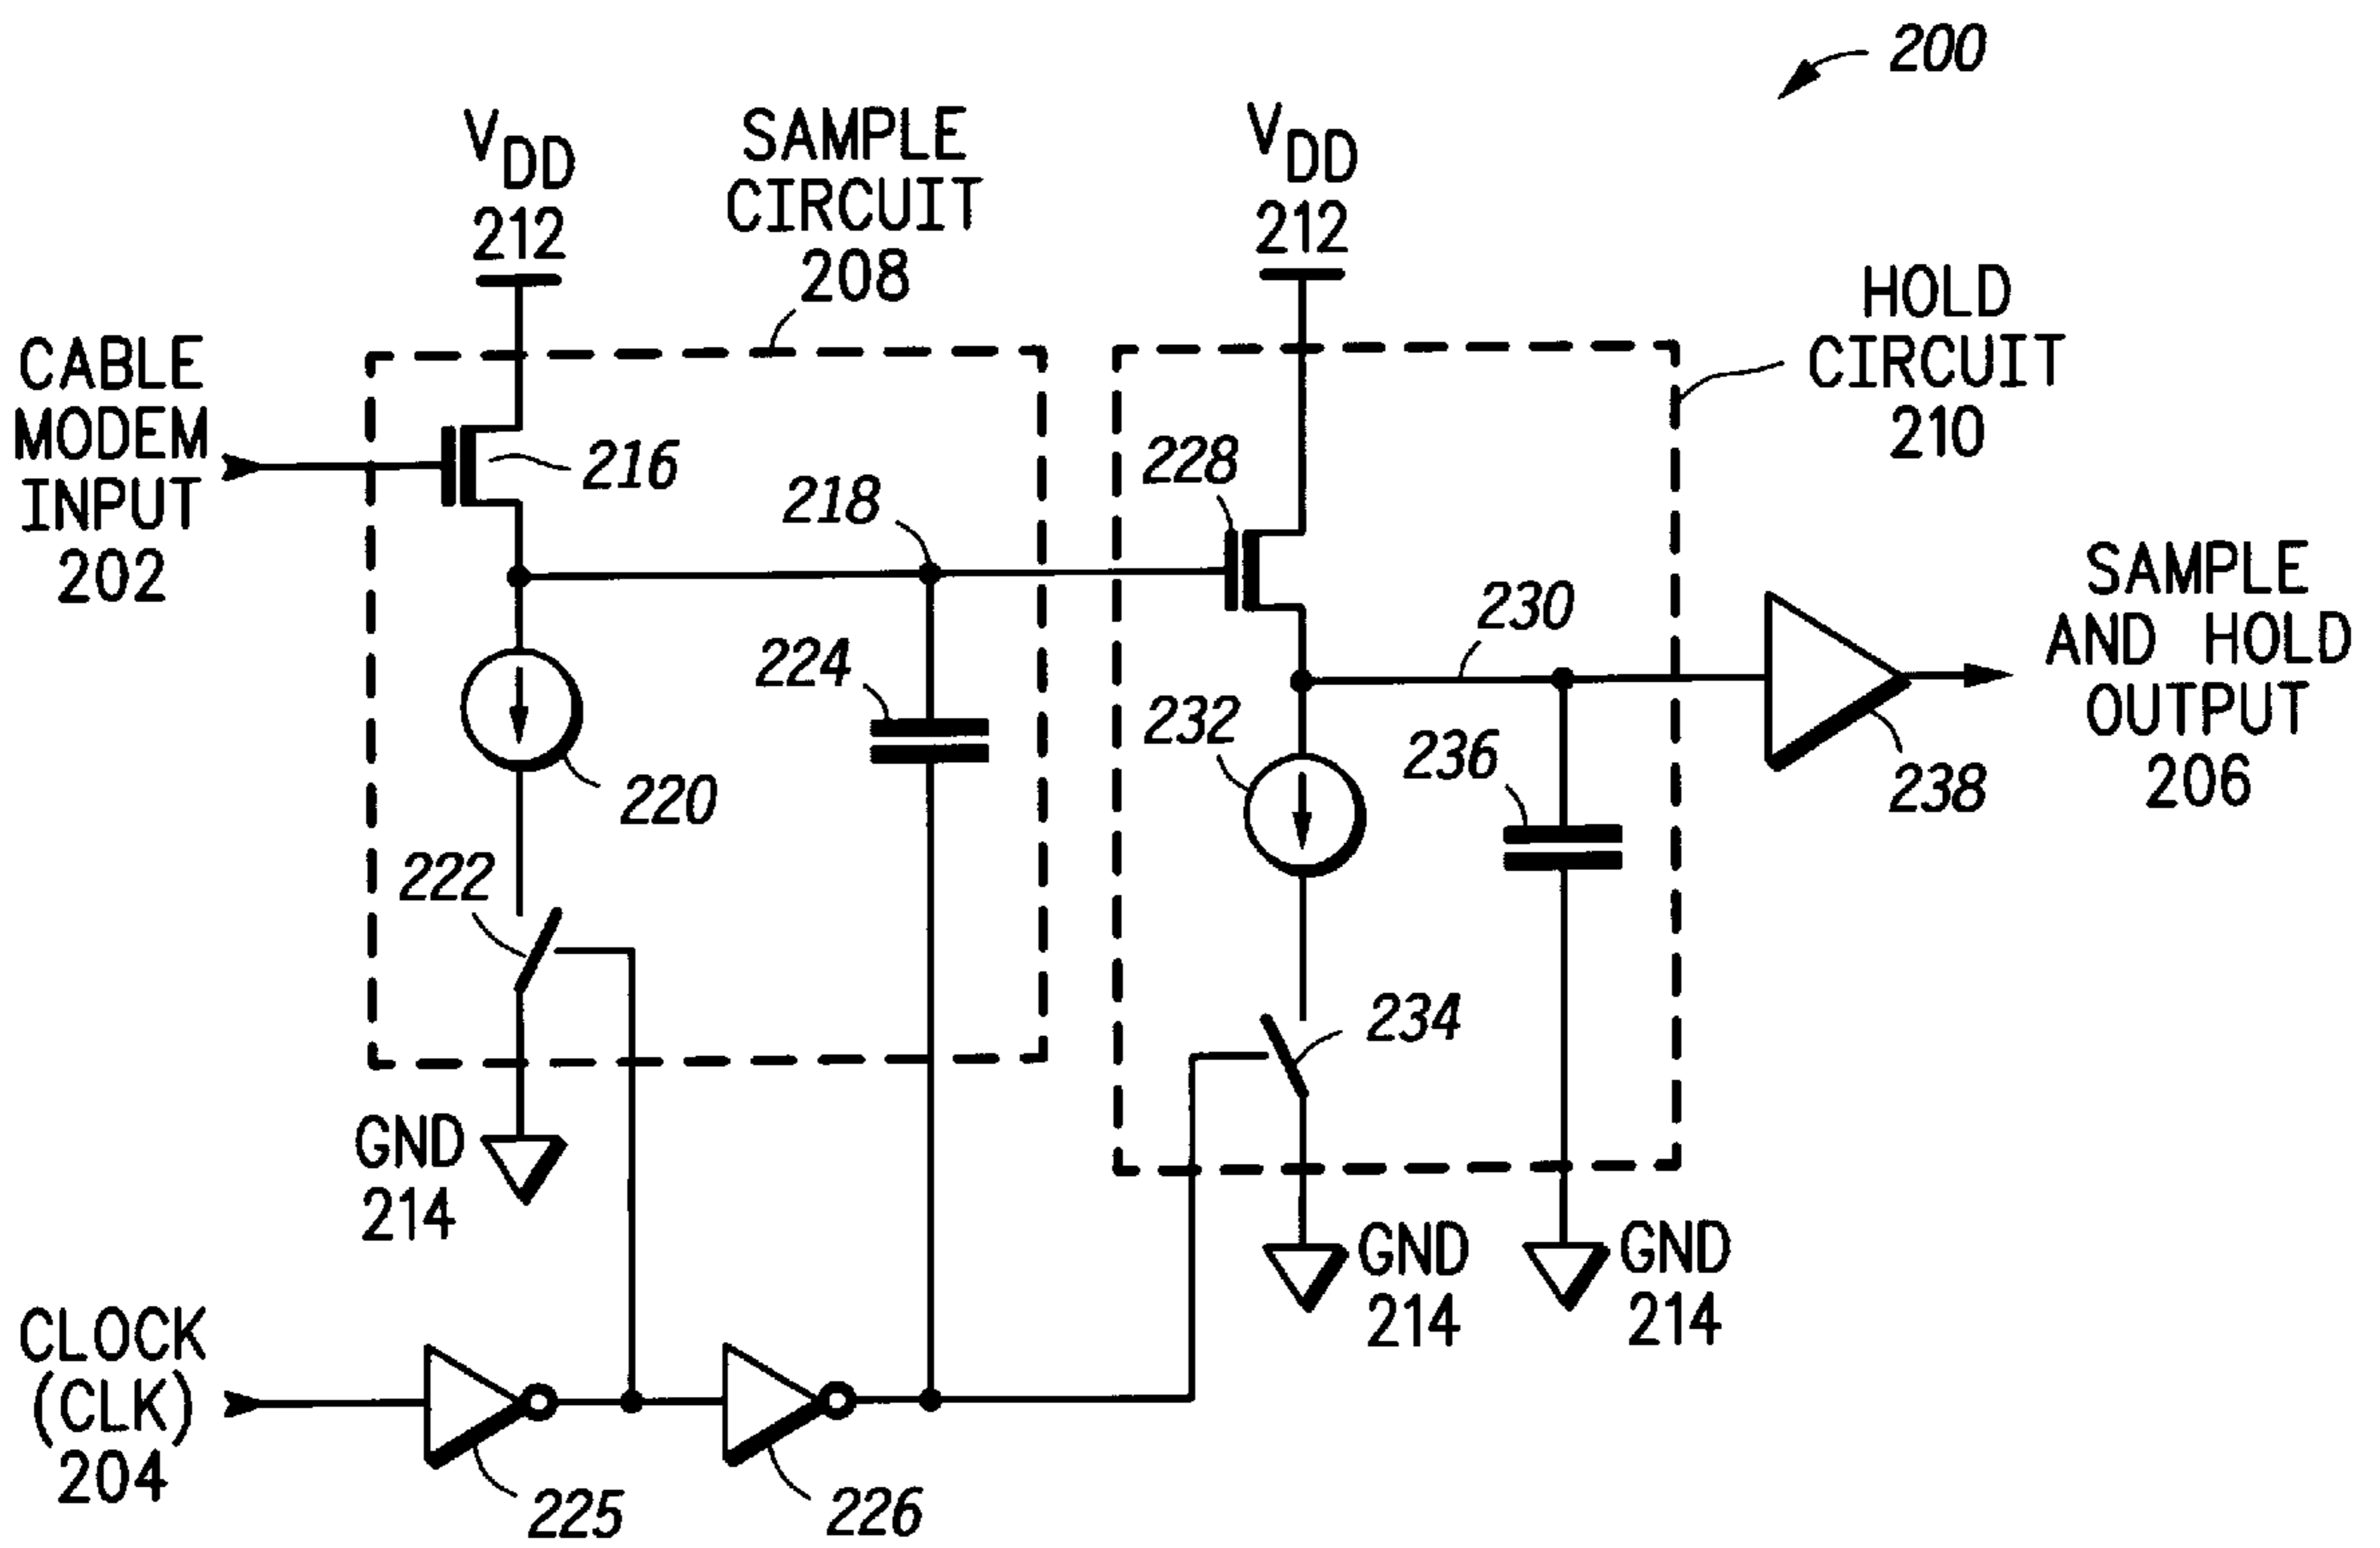 200
V DD
212
SAMPLE
CIRCUIT
208
V DD
212
HOLD
CIRCUIT
210
CABLE
MODEM
INPUT
202
216
218
228
230
SAMPLE
AND HOLD
OUTPUT
206
224
232
236
238
220
222
234
GND
214
GND
214
GND
214
CLOCK
(CLK)
204
225
226